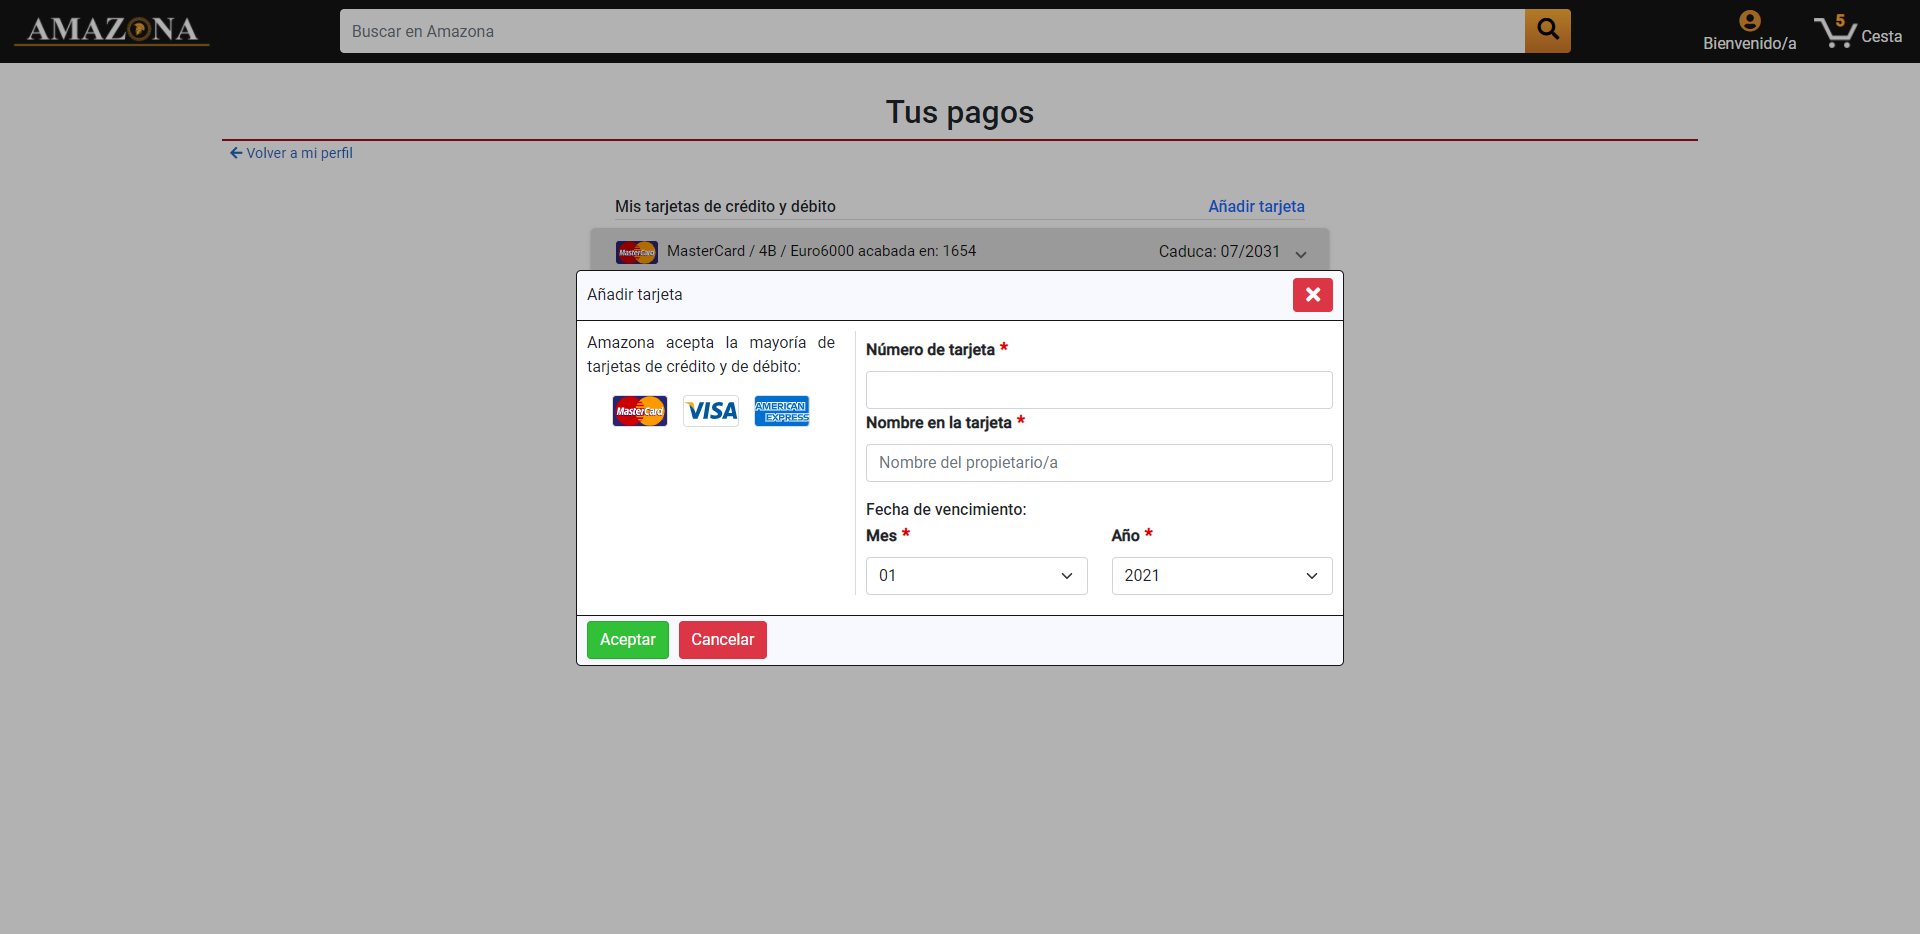 AMAZONA
Buscar en Amazona
5
Bienvenido/a
Cesta
Tus pagos
Volver a mi perfil
Mis tarjetas de crédito y débito
Añadir tarjeta
MasterCard
MasterCard / 4B / Euro6000 acabada en: 1654
Caduca: 07/2031
Añadir tarjeta
Amazona acepta la mayoría de
tarjetas de crédito y de débito:
MasterCard
VISA
AMERICAN
EXPRESS
Número de tarjeta *
Nombre en la tarjeta *
Nombre del propietario/a
Fecha de vencimiento:
Mes *
Año *
01
2021
Aceptar
Cancelar